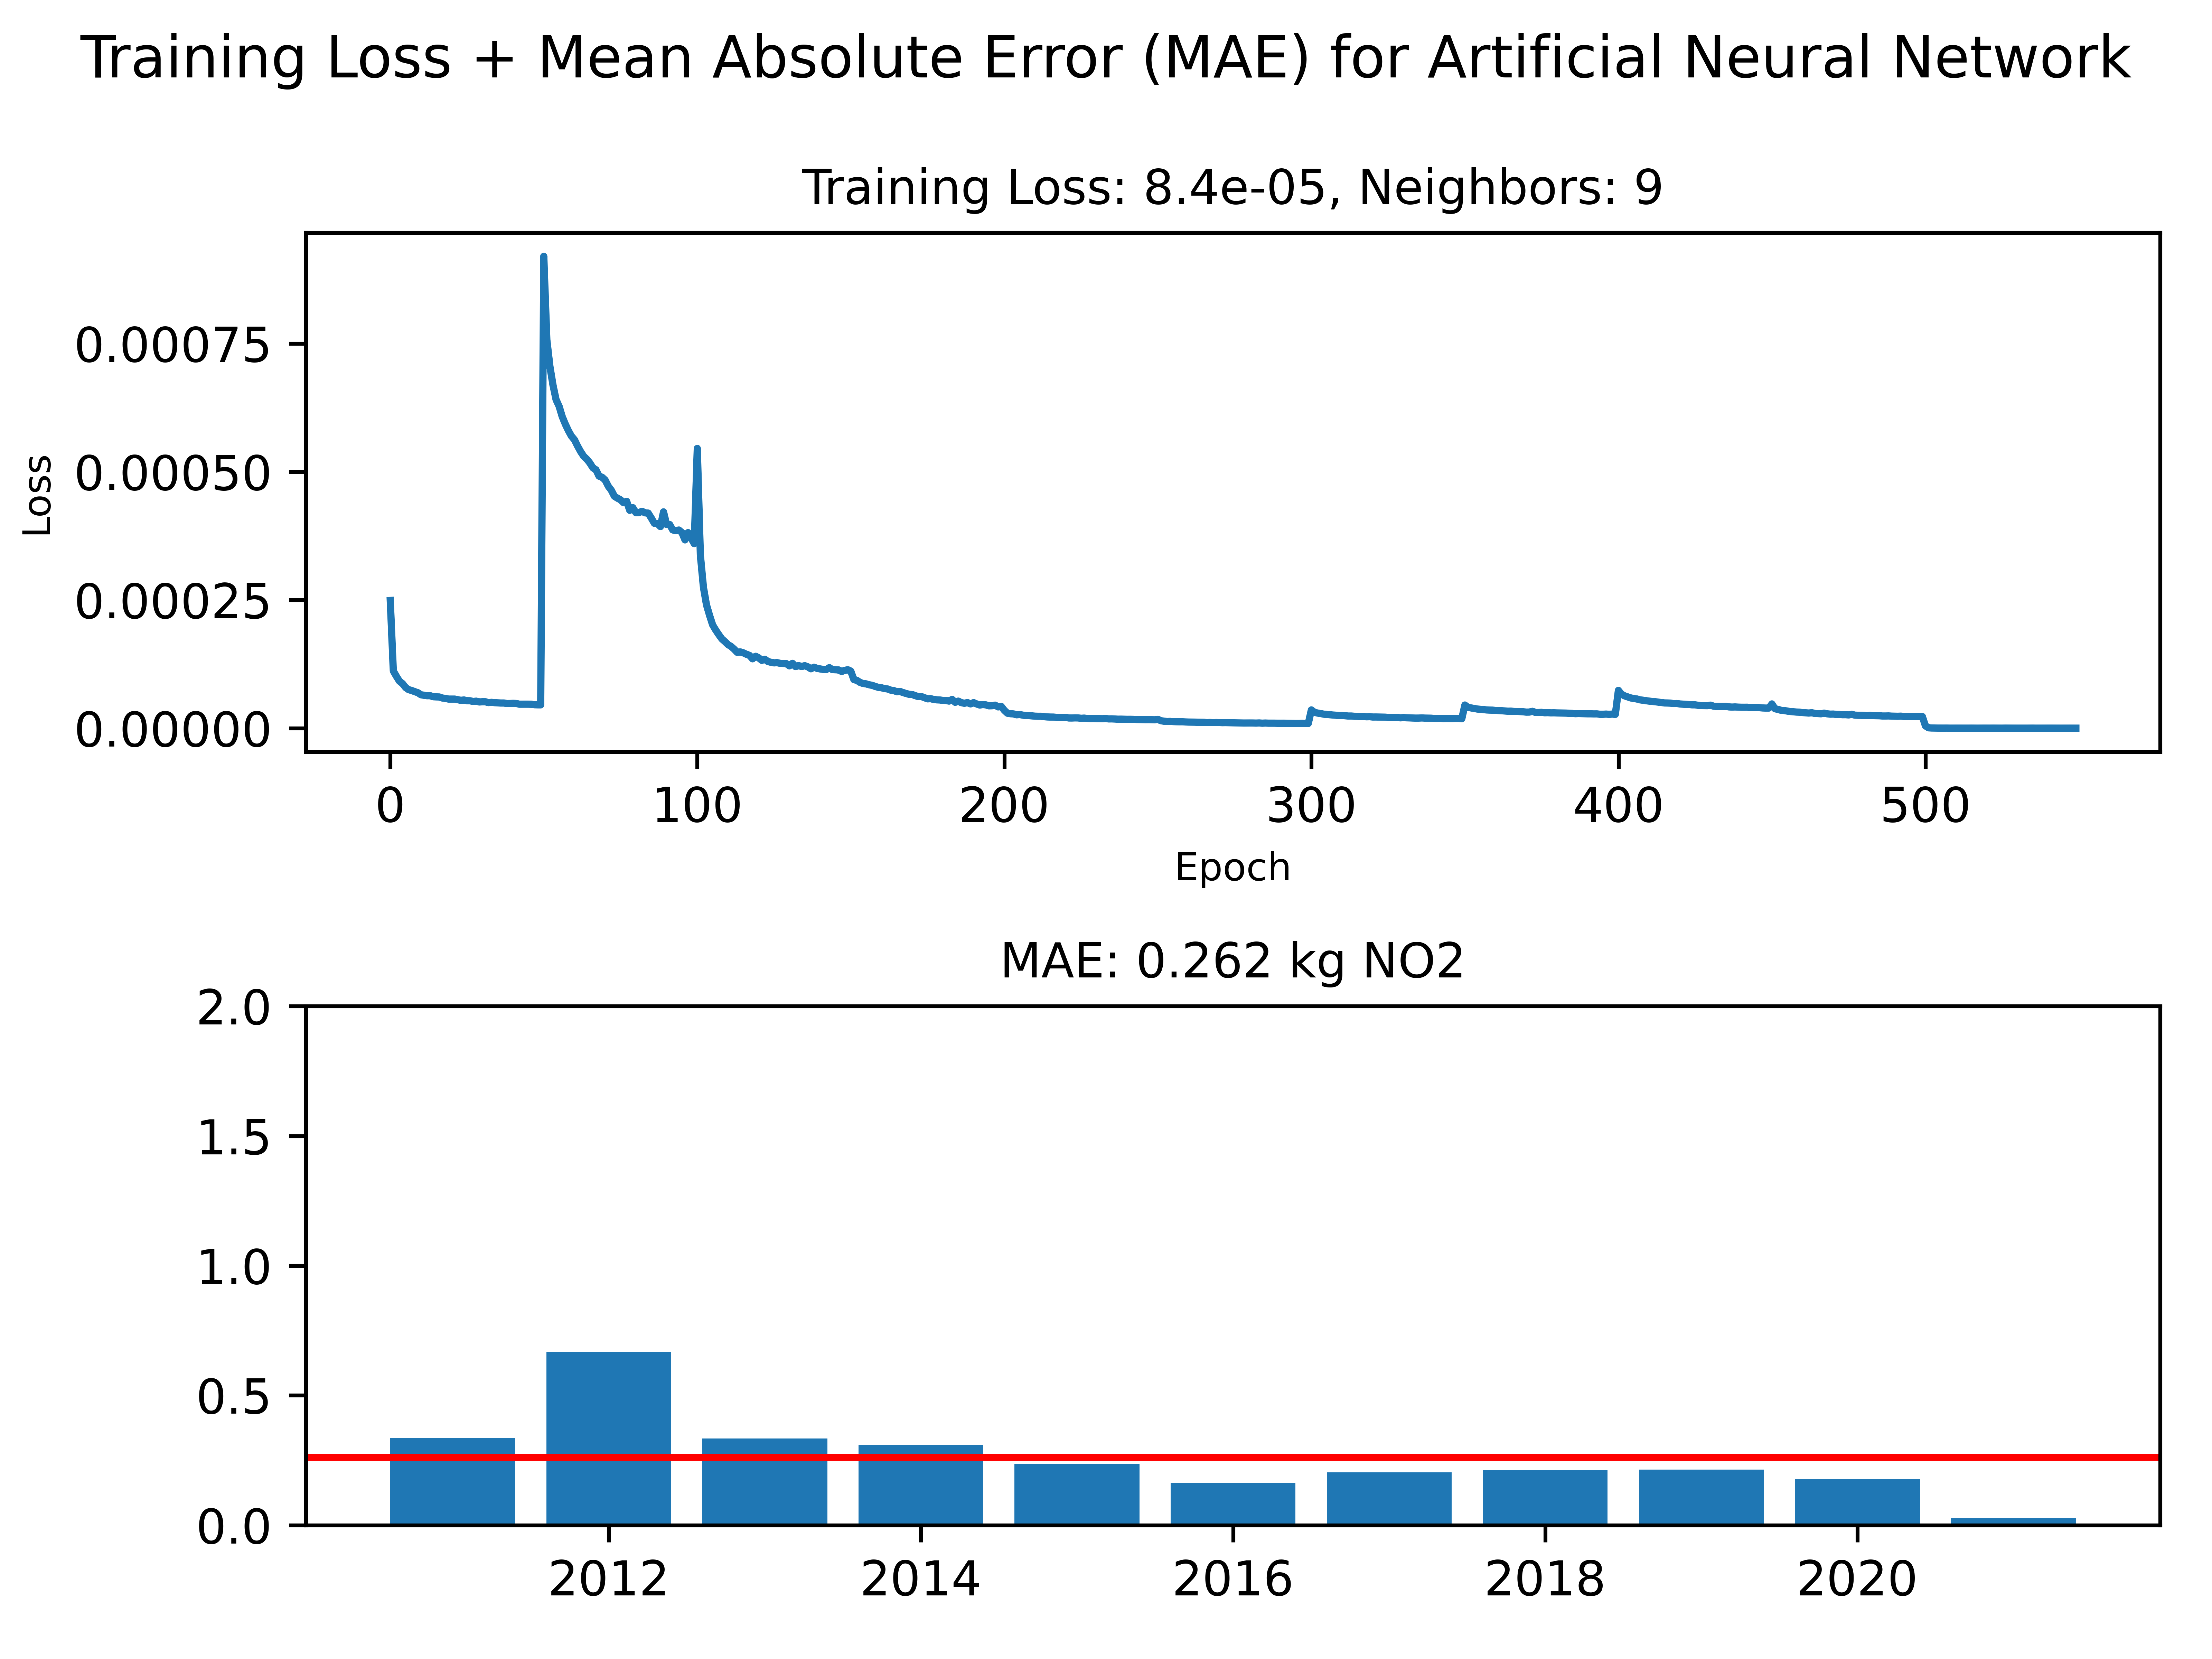 Training Loss + Mean Absolute Error (MAE) for Artificial Neural Network
Training Loss: 8.4e-05, Neighbors: 9
0.00075
0.00050
0.00025
0.00000
Loss
0 100 200 300 400 500
Epoch
MAE: 0.262 kg NO2
2.0
1.5
1.0
0.5
0.0
2012 2014 2016 2018 2020